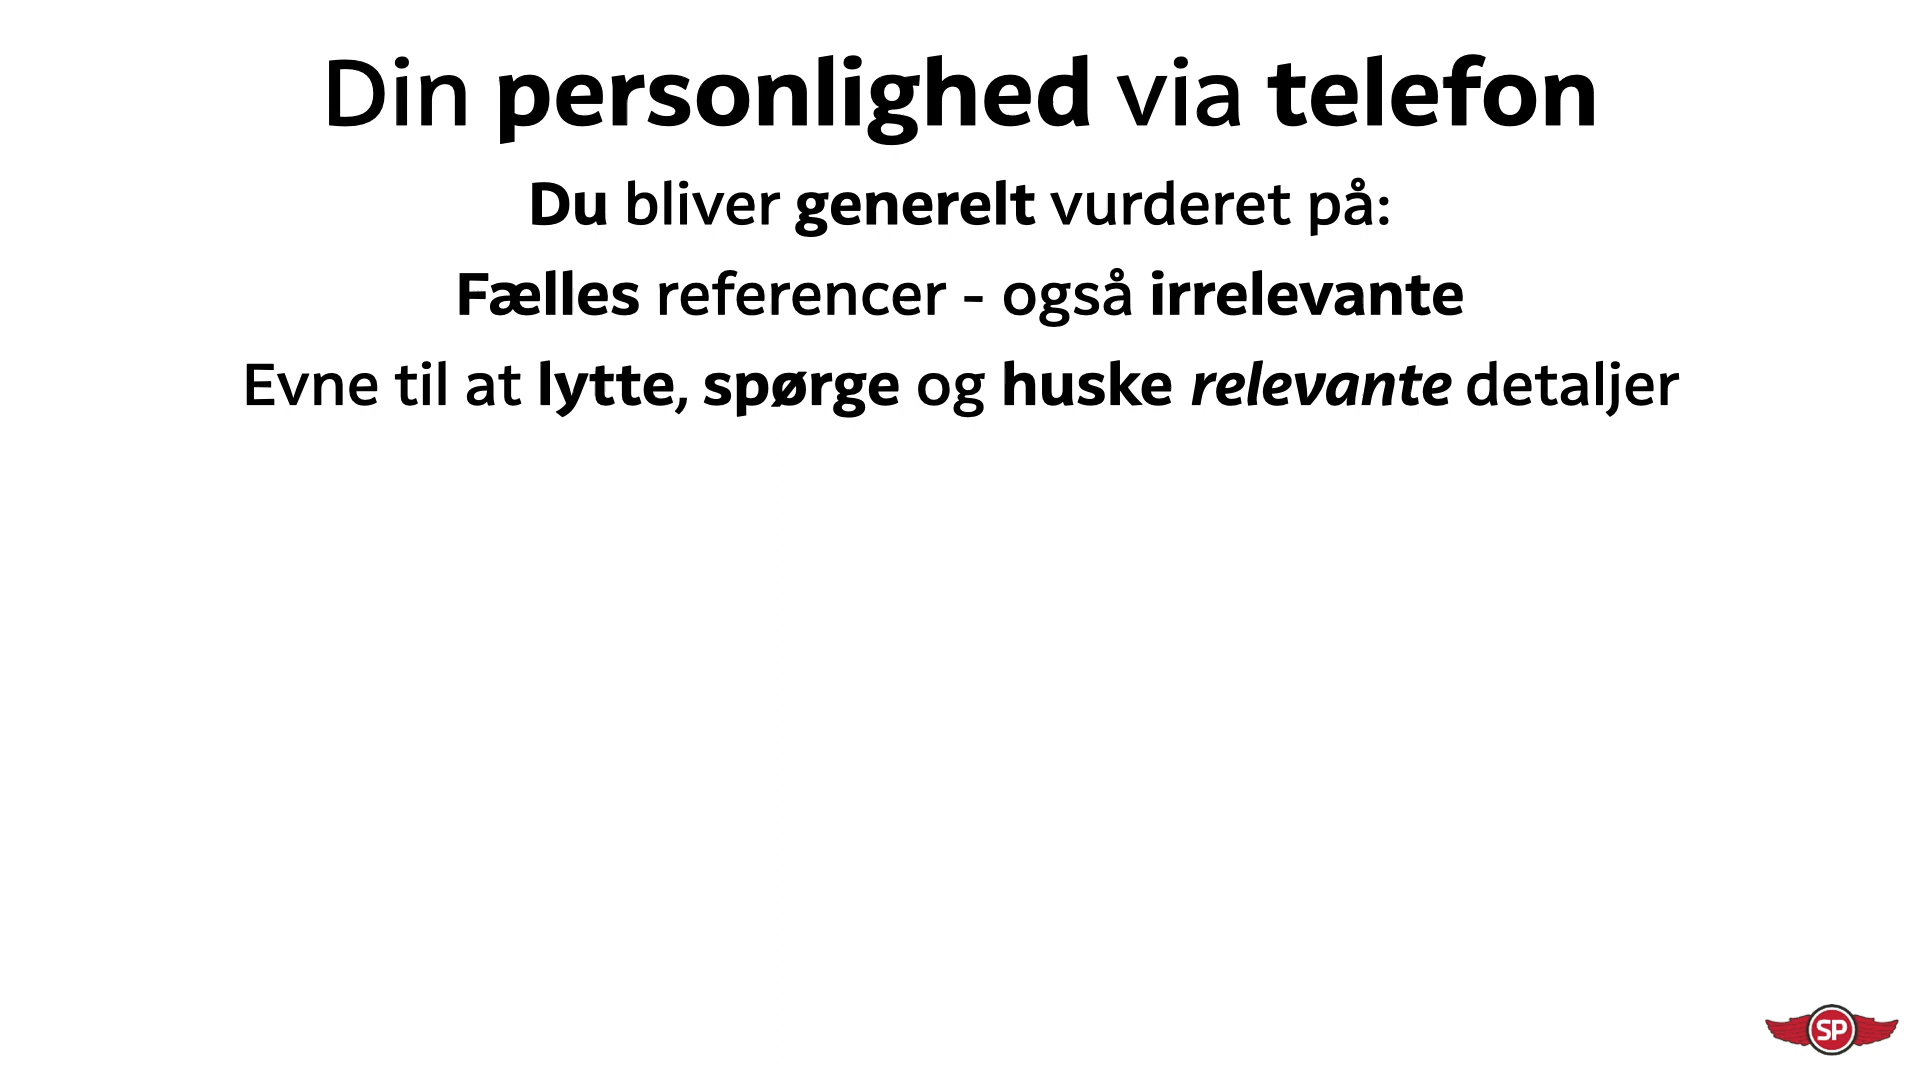 Din personlighed via telefon
Du bliver generelt vurderet på:
Fælles referencer - også irrelevante
Evne til at lytte, spørge og huske relevante detaljer
SP